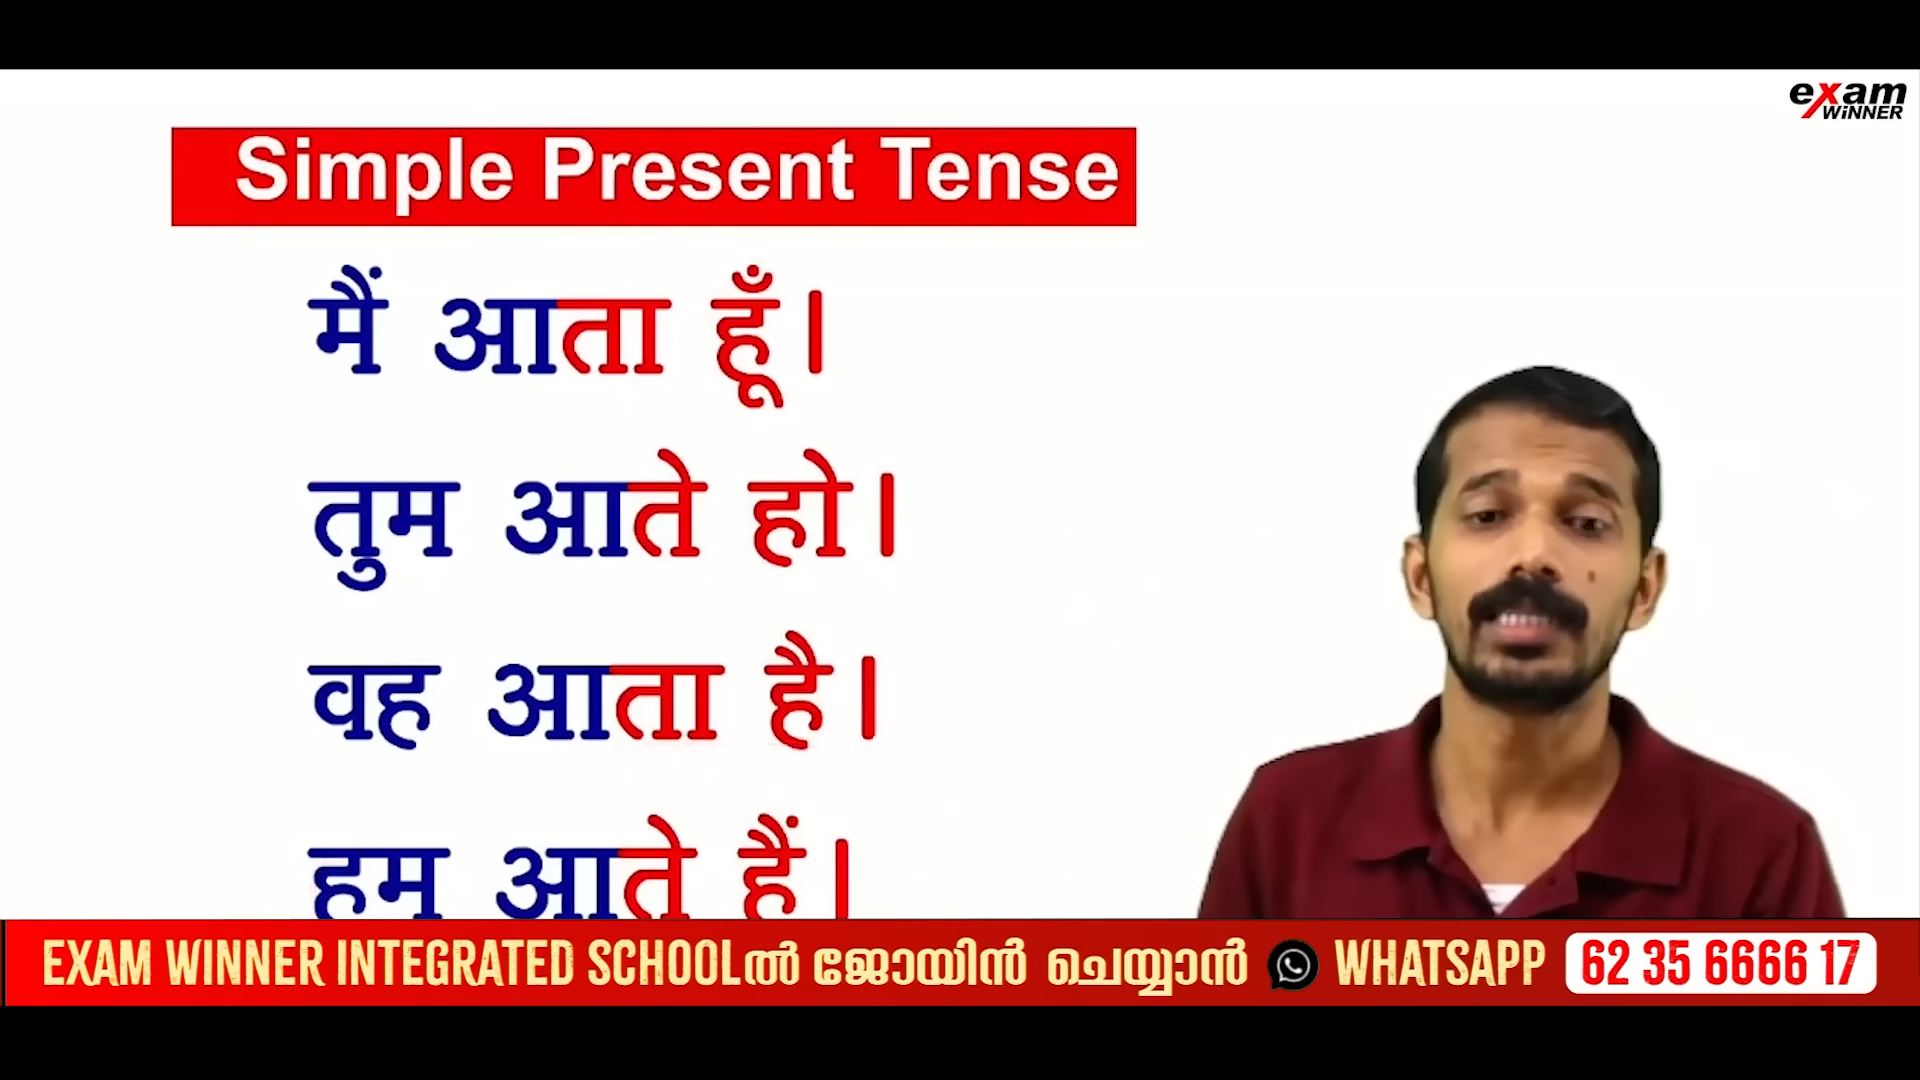 exam
WiNNER
Simple Present Tense
मैं आता हूँ।
तुम आते हो।
वह आता है।
हम आते हैं।
EXAM WINNER INTEGRATED SCHOOLൽ ജോയിൻ ചെയ്യാൻ WHATSAPP 62 35 6666 17